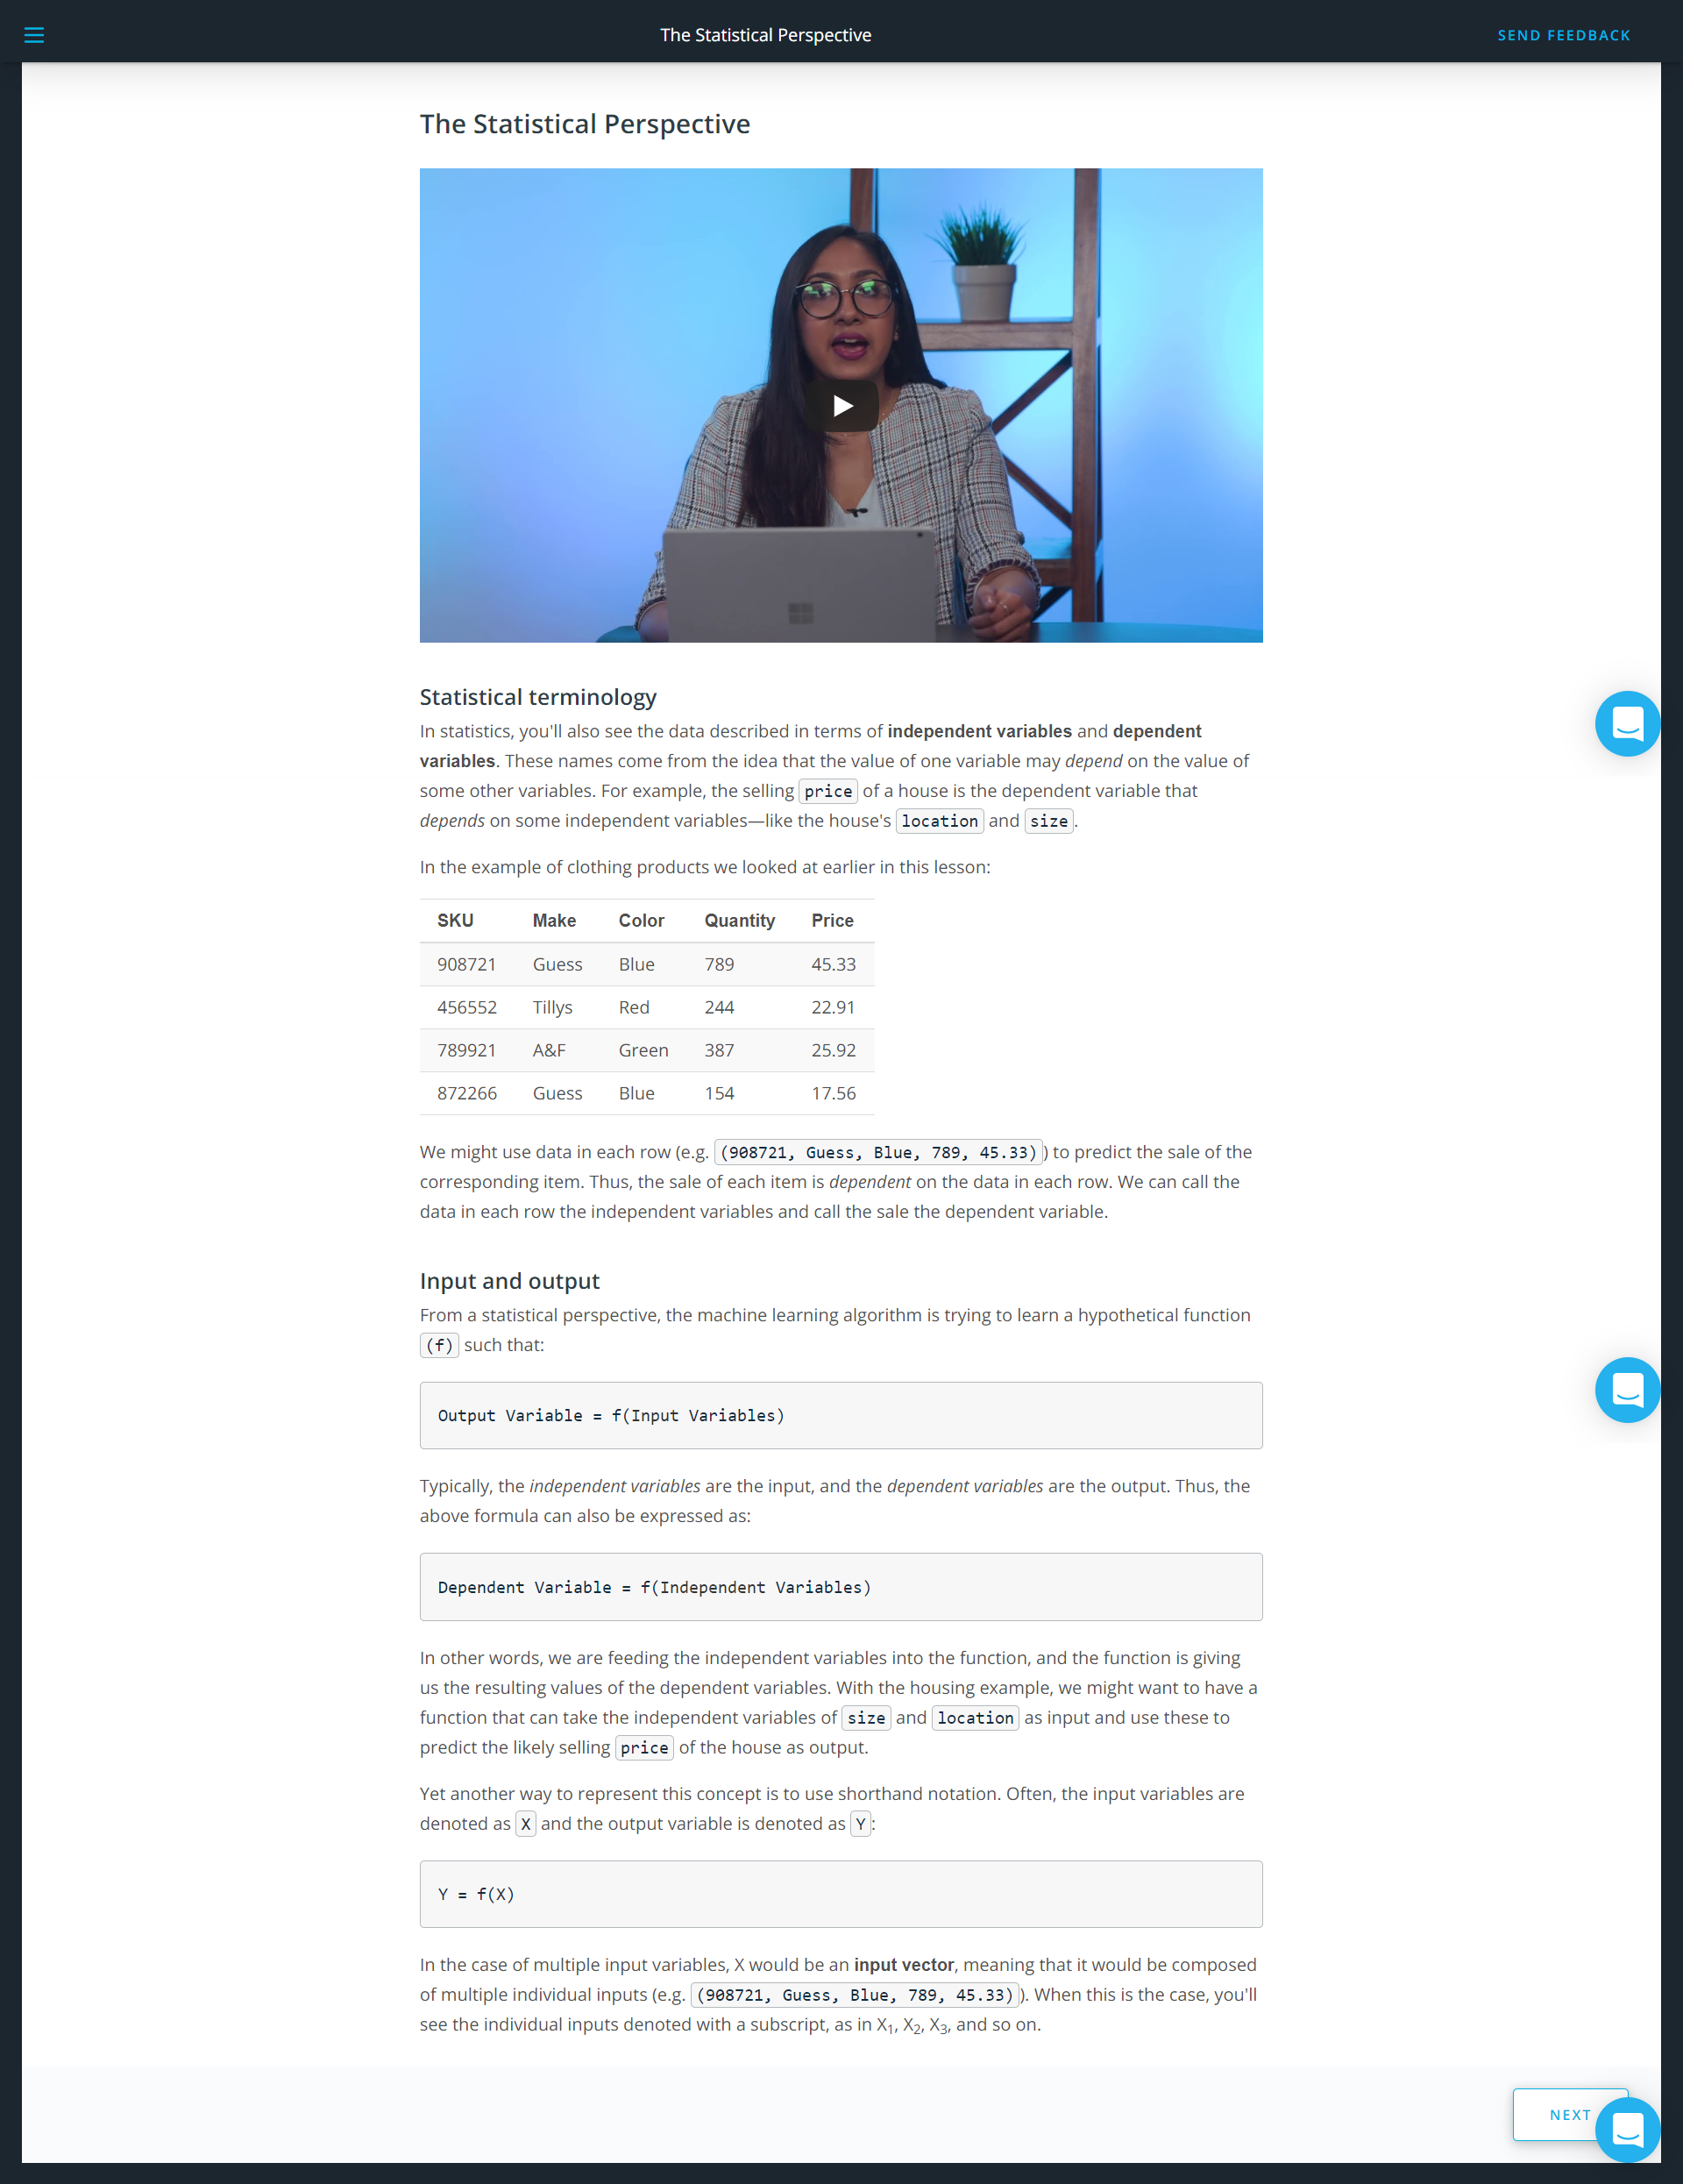 The Statistical Perspective
SEND FEEDBACK
The Statistical Perspective
Statistical terminology
In statistics, you'll also see the data described in terms of independent variables and dependent
variables. These names come from the idea that the value of one variable may depend on the value of
some other variables. For example, the selling price of a house is the dependent variable that
depends on some independent variables—like the house's location and size.
In the example of clothing products we looked at earlier in this lesson:
SKU Make Color Quantity Price
908721 Guess Blue 789 45.33
456552 Tillys Red 244 22.91
789921 A&F Green 387 25.92
872266 Guess Blue 154 17.56
We might use data in each row (e.g. (908721, Guess, Blue, 789, 45.33)) to predict the sale of the
corresponding item. Thus, the sale of each item is dependent on the data in each row. We can call the
data in each row the independent variables and call the sale the dependent variable.
Input and output
From a statistical perspective, the machine learning algorithm is trying to learn a hypothetical function
(f) such that:
Output Variable = f(Input Variables)
Typically, the independent variables are the input, and the dependent variables are the output. Thus, the
above formula can also be expressed as:
Dependent Variable = f(Independent Variables)
In other words, we are feeding the independent variables into the function, and the function is giving
us the resulting values of the dependent variables. With the housing example, we might want to have a
function that can take the independent variables of size and location as input and use these to
predict the likely selling price of the house as output.
Yet another way to represent this concept is to use shorthand notation. Often, the input variables are
denoted as X and the output variable is denoted as Y:
Y = f(X)
In the case of multiple input variables, X would be an input vector, meaning that it would be composed
of multiple individual inputs (e.g. (908721, Guess, Blue, 789, 45.33)). When this is the case, you'll
see the individual inputs denoted with a subscript, as in X₁, X₂, X₃, and so on.
NEXT